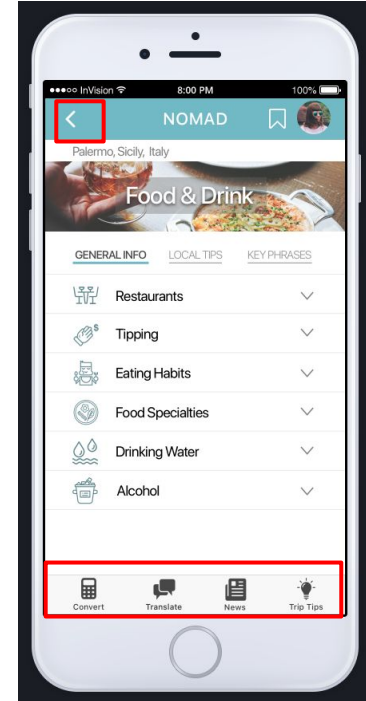 ●●●○○ InVision 8:00 PM 100%
NOMAD
Palermo, Sicily, Italy
Food & Drink
GENERAL INFO LOCAL TIPS KEY PHRASES
Restaurants
$ Tipping
Eating Habits
Food Specialties
Drinking Water
Alcohol
Convert Translate News Trip Tips